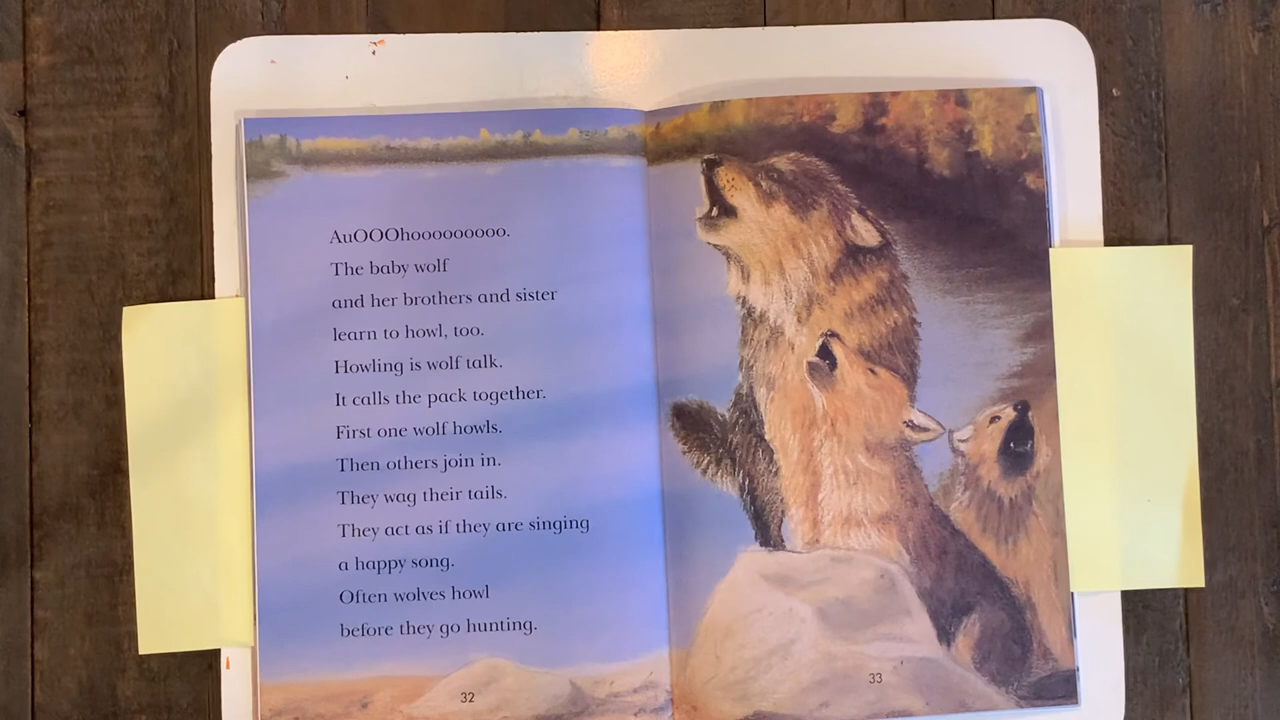 AuOOOhooooooooo.
The baby wolf
and her brothers and sister
learn to howl, too.
Howling is wolf talk.
It calls the pack together.
First one wolf howls.
Then others join in.
They wag their tails.
They act as if they are singing
a happy song.
Often wolves howl
before they go hunting.
32
33